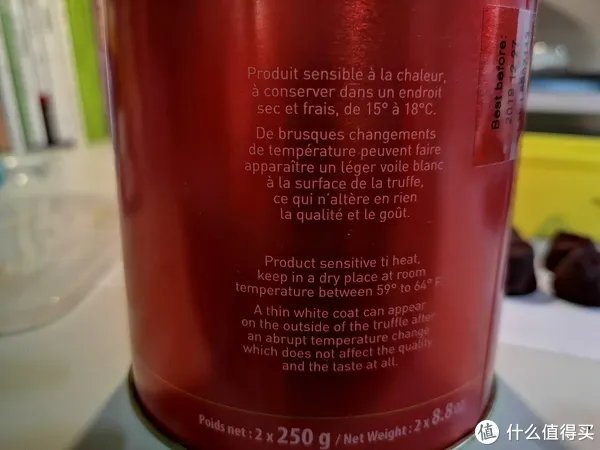 Produit sensible à la chaleur,
à conserver dans un endroit
sec et frais, de 15° à 18°C.
De brusques changements
de température peuvent faire
apparaître un léger voile blanc
à la surface de la truffe,
ce qui n'altère en rien
la qualité et le goût.
Product sensitive ti heat,
keep in a dry place at room
temperature between 59° to 64° F.
A thin white coat can appear
on the outside of the truffle after
an abrupt temperature change
which does not affect the quality
and the taste at all.
Poids net : 2 x 250 g / Net Weight : 2 x 8.8 oz
Best before:
2019 12 27
值 什么值得买